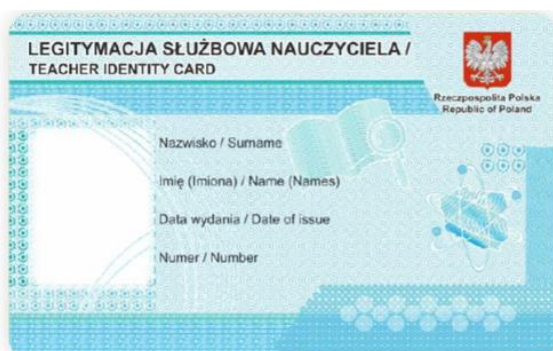 LEGITYMACJA SŁUŻBOWA NAUCZYCIELA /
TEACHER IDENTITY CARD
Rzeczpospolita Polska
Republic of Poland
Nazwisko / Surname
Imię (Imiona) / Name (Names)
Data wydania / Date of issue
Numer / Number